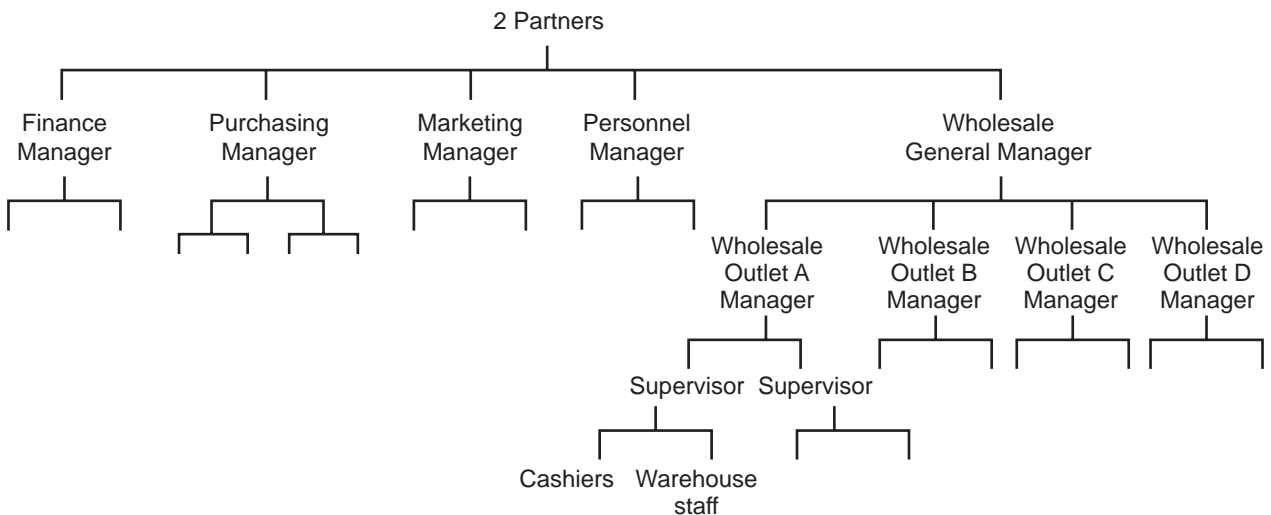 2 Partners
Finance
Manager
Purchasing
Manager
Marketing
Manager
Personnel
Manager
Wholesale
General Manager
Wholesale
Outlet A
Manager
Wholesale
Outlet B
Manager
Wholesale
Outlet C
Manager
Wholesale
Outlet D
Manager
Supervisor
Supervisor
Cashiers
Warehouse
staff